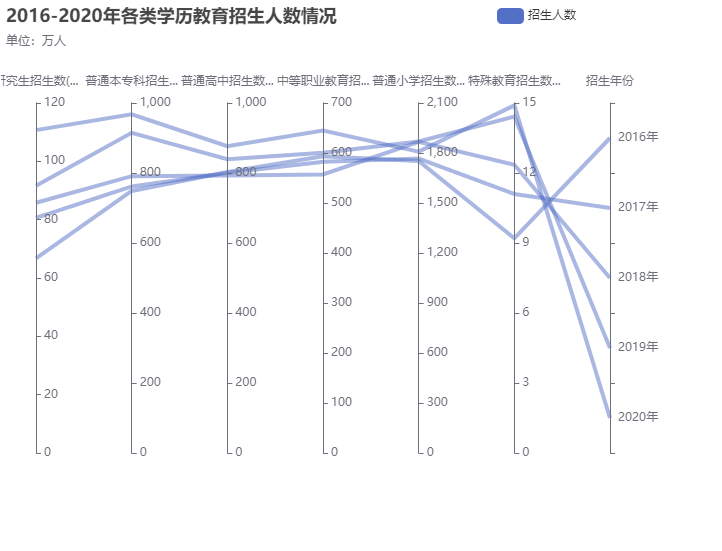 2016-2020年各类学历教育招生人数情况
单位：万人
招生人数
研究生招生数(... 普通本专科招生... 普通高中招生数... 中等职业教育招... 普通小学招生数... 特殊教育招生数... 招生年份
120 1,000 1,000 700 2,100 15
2016年
100 800 800 600 1,800 12
2017年
80 600 600 500 1,500 9
400 1,200
2018年
60 400 400 300 900 6
2019年
40 200 600
20 200 200 100 300 3
2020年
0 0 0 0 0 0